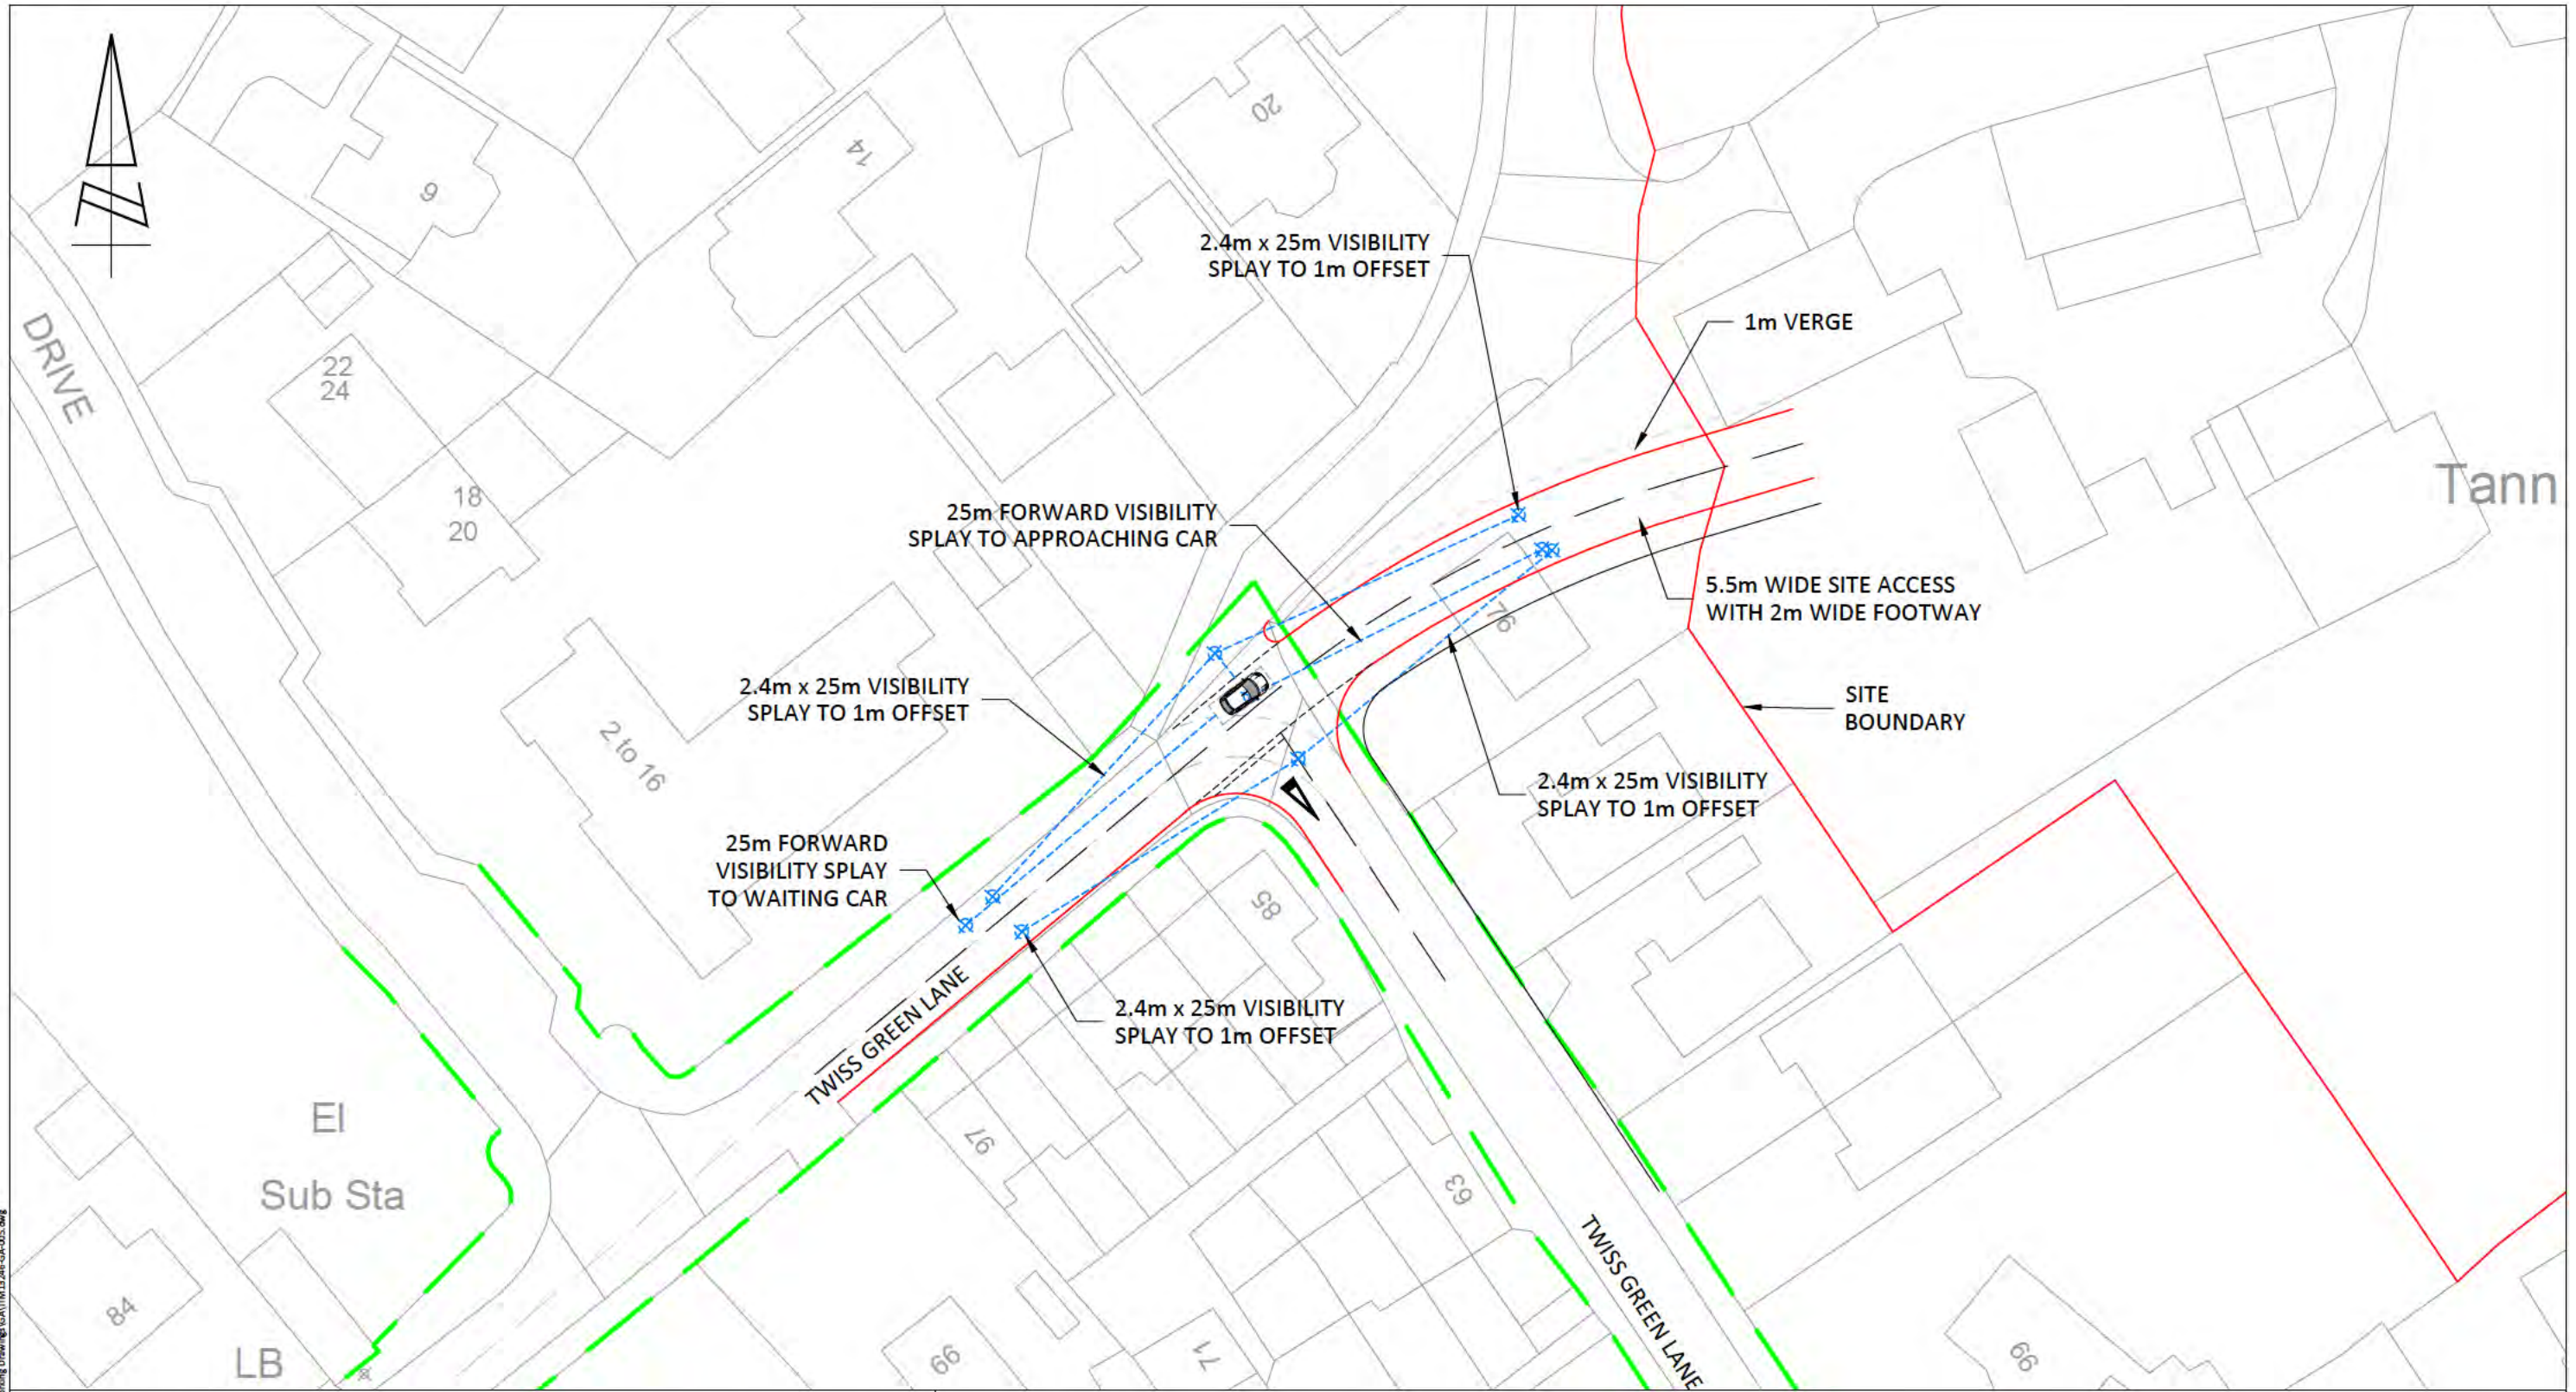 N
DRIVE
6
14
20
22
24
18
20
2 to 16
2.4m x 25m VISIBILITY
SPLAY TO 1m OFFSET
1m VERGE
Tann
25m FORWARD VISIBILITY
SPLAY TO APPROACHING CAR
76
5.5m WIDE SITE ACCESS
WITH 2m WIDE FOOTWAY
2.4m x 25m VISIBILITY
SPLAY TO 1m OFFSET
SITE
BOUNDARY
2.4m x 25m VISIBILITY
SPLAY TO 1m OFFSET
25m FORWARD
VISIBILITY SPLAY
TO WAITING CAR
85
TWISS GREEN LANE
2.4m x 25m VISIBILITY
SPLAY TO 1m OFFSET
El
Sub Sta
97
63
TWISS GREEN LANE
84
LB
99
71
66